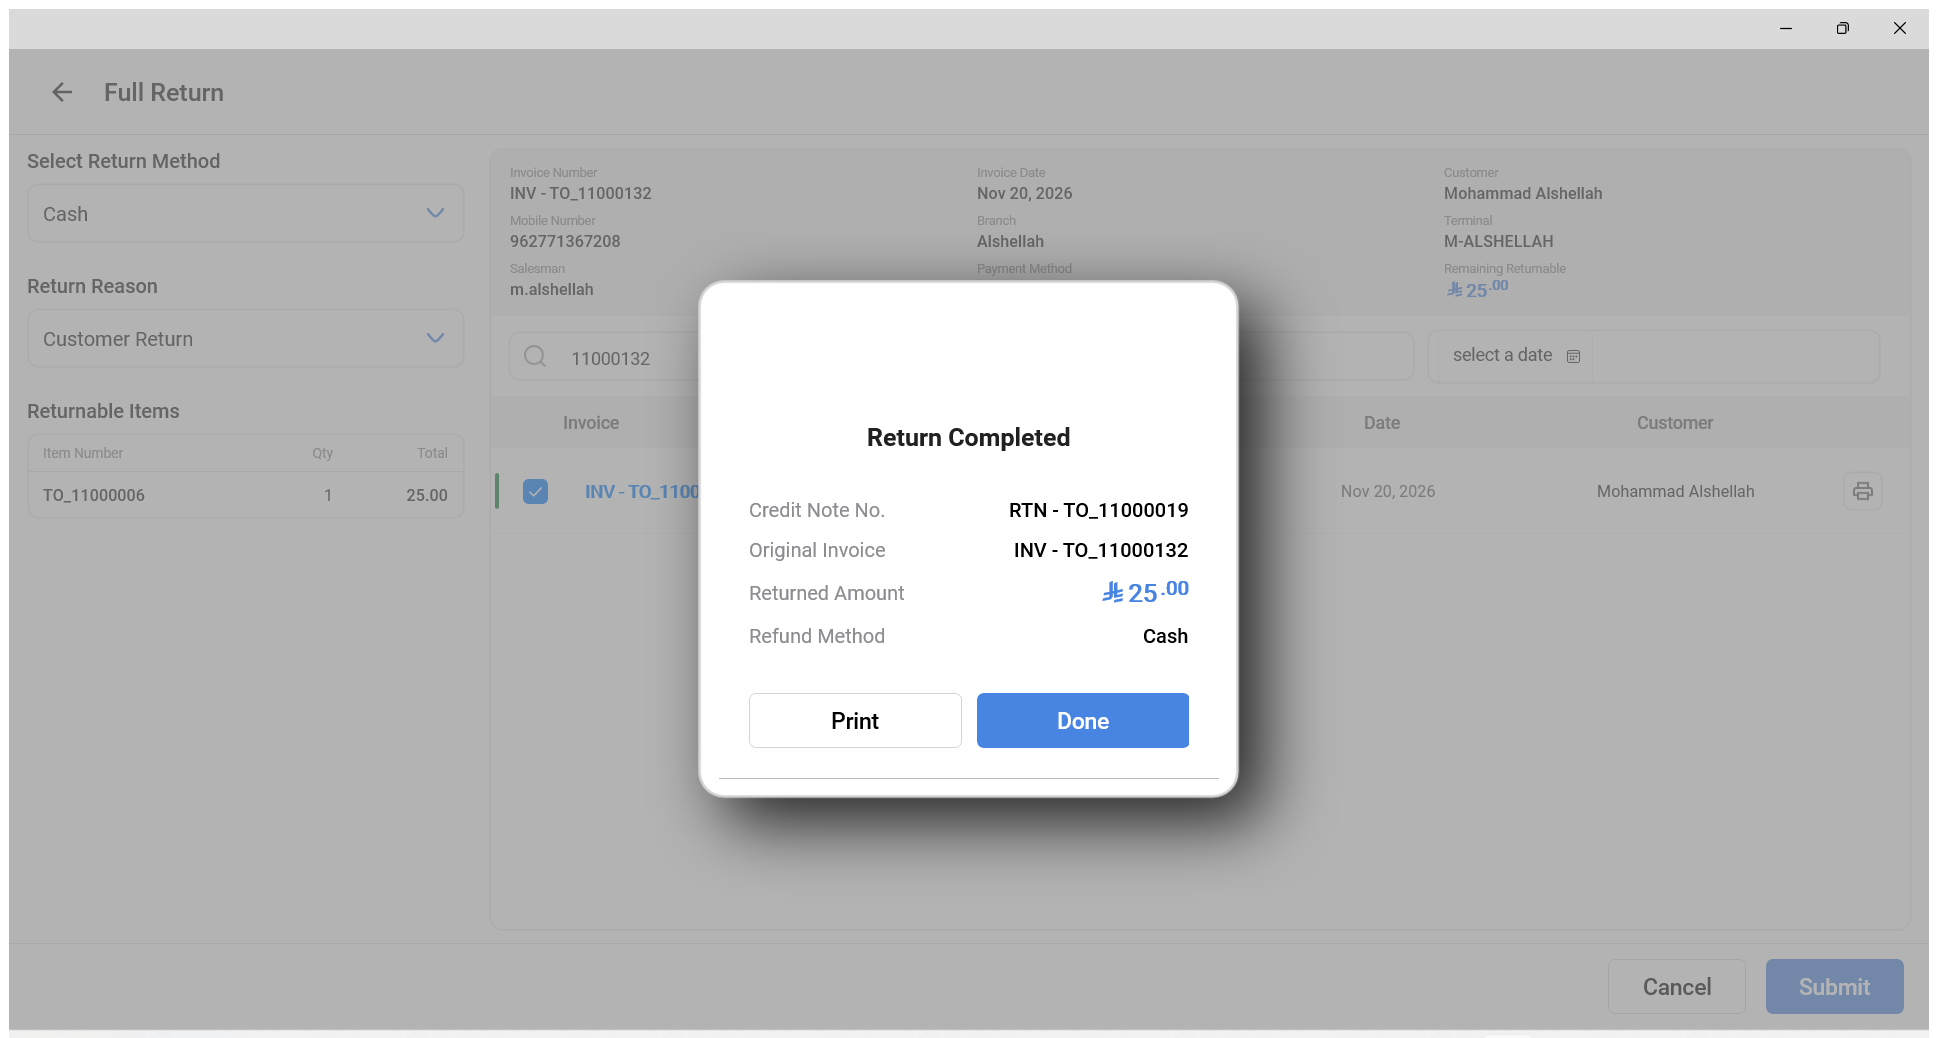 Full Return
Select Return Method
Cash
Return Reason
Customer Return
Returnable Items
Item Number Qty Total
TO_11000006 1 25.00
Invoice Number Invoice Date Customer
INV - TO_11000132 Nov 20, 2026 Mohammad Alshellah
Mobile Number Branch Terminal
962771367208 Alshellah M-ALSHELLAH
Salesman Payment Method Remaining Returnable
m.alshellah ⃁ 25.00
11000132 select a date
Invoice Date Customer
INV - TO_1100 Nov 20, 2026 Mohammad Alshellah
Return Completed
Credit Note No. RTN - TO_11000019
Original Invoice INV - TO_11000132
Returned Amount ⃁ 25.00
Refund Method Cash
Print Done
Cancel Submit